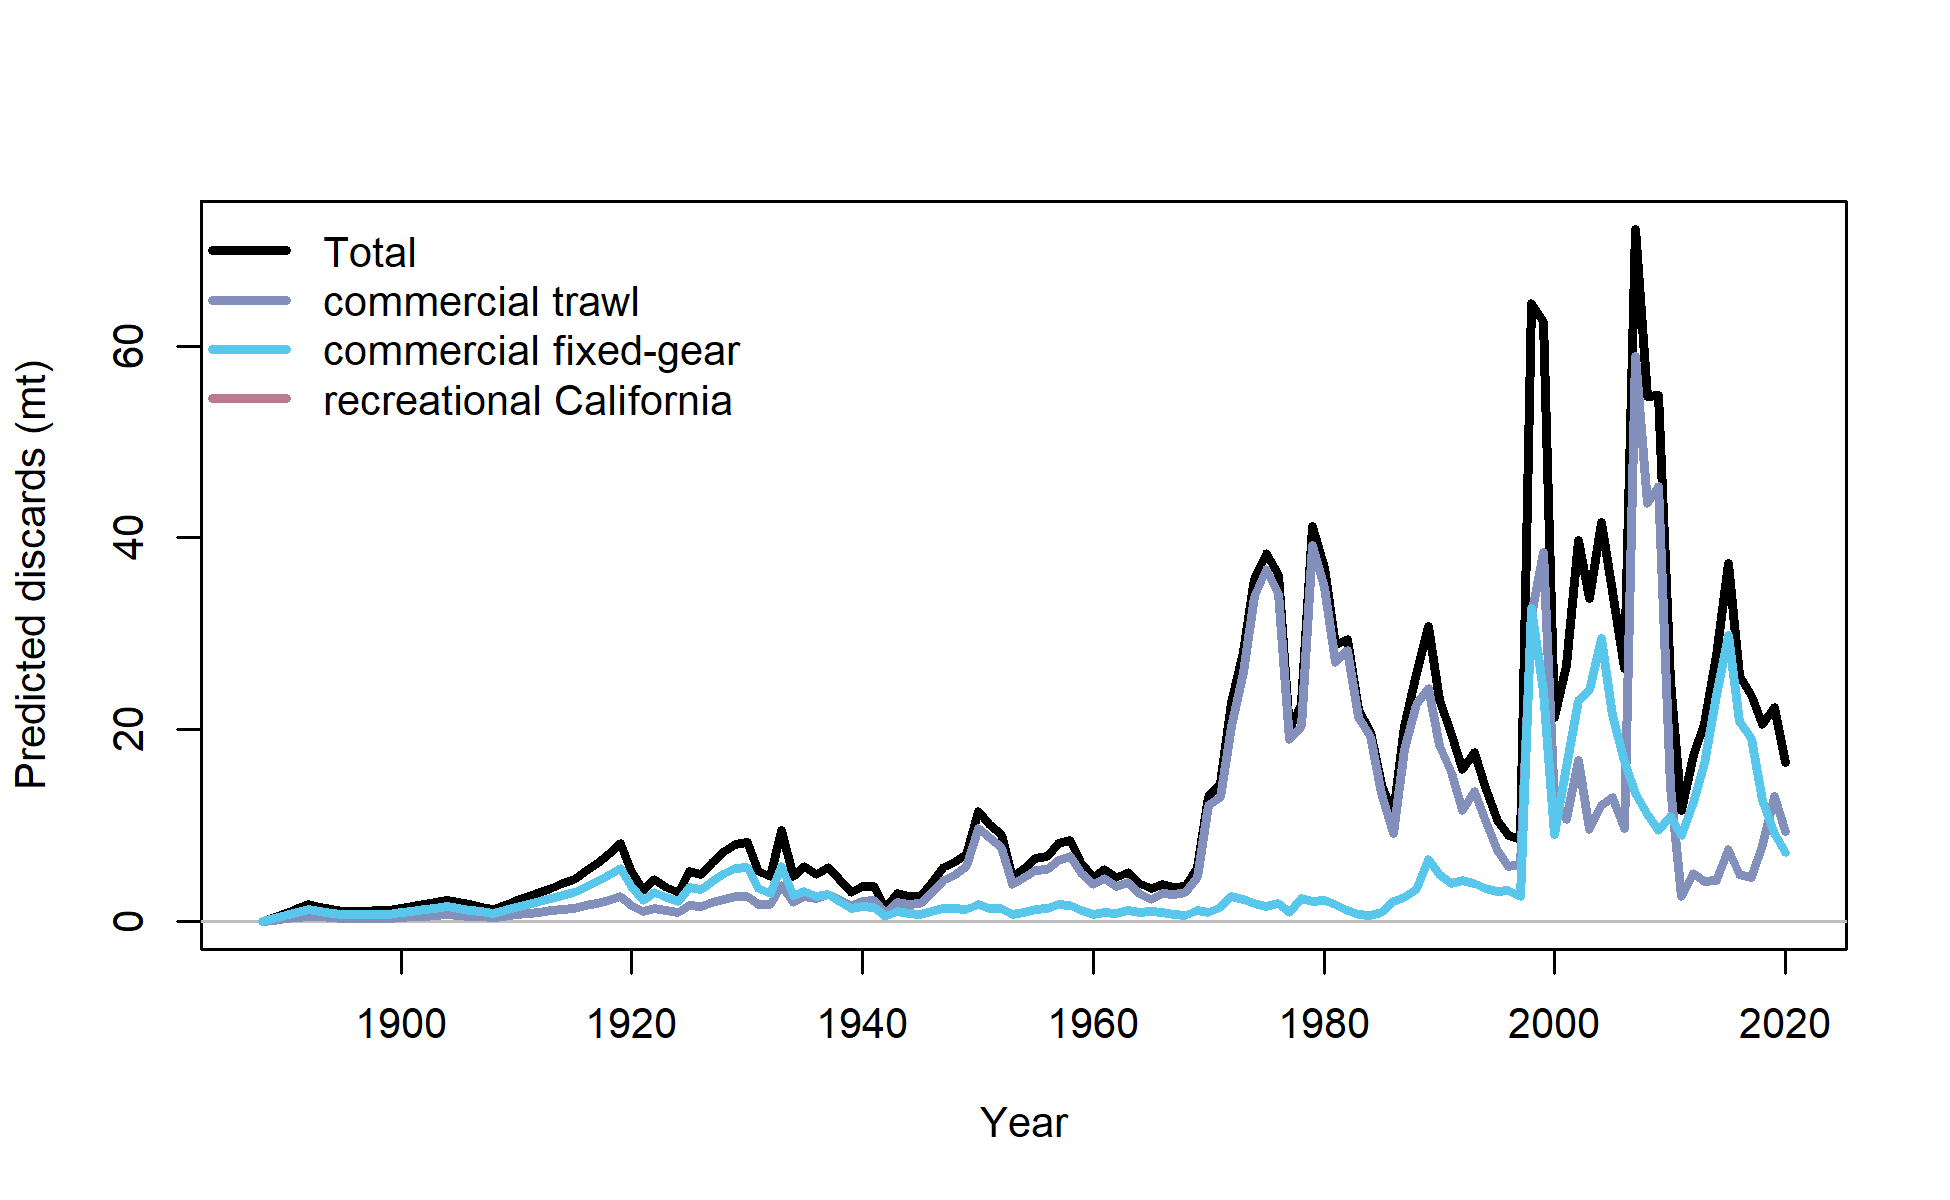 Total
commercial trawl
commercial fixed-gear
recreational California
Predicted discards (mt)
60
40
20
0
1900 1920 1940 1960 1980 2000 2020
Year